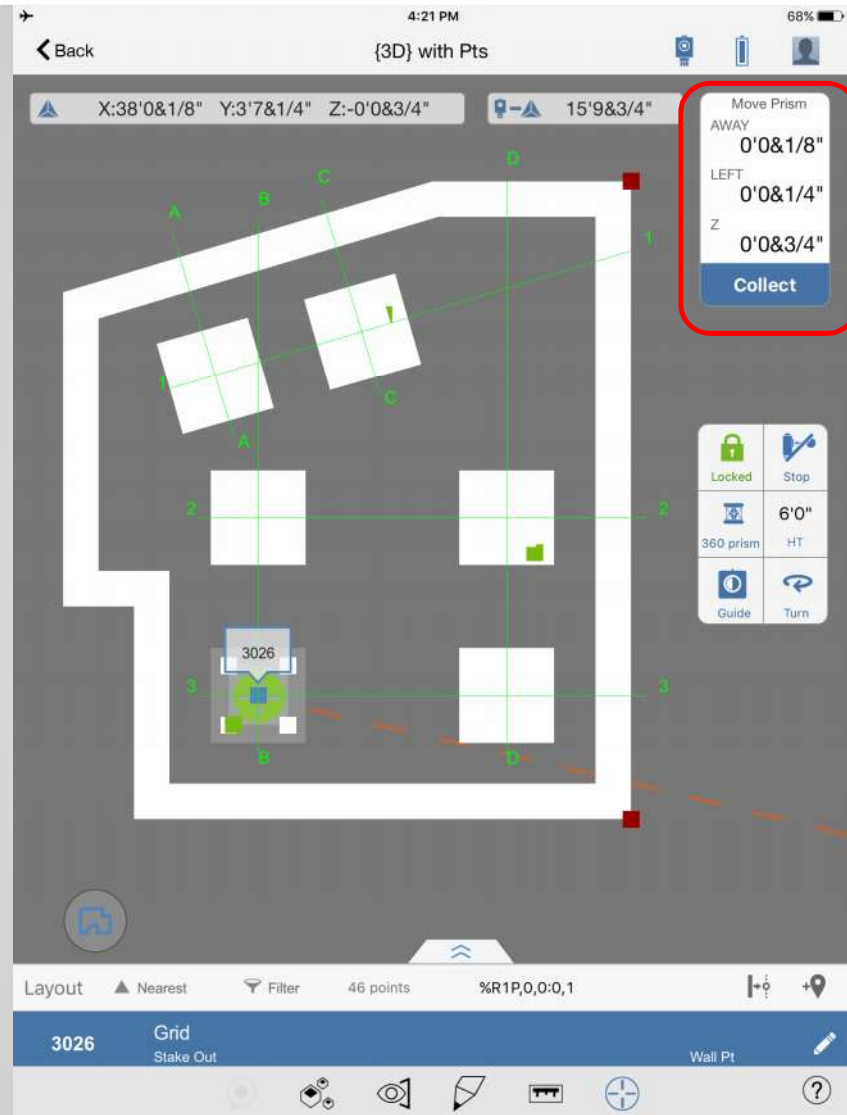 4:21 PM
68%
Back
{3D} with Pts
X:38'0&1/8" Y:3'7&1/4" Z:-0'0&3/4"
15'9&3/4"
Move Prism
AWAY
0'0&1/8"
LEFT
0'0&1/4"
Z
0'0&3/4"
Collect
D
C
B
A
1
1
C
A
2
2
Locked
Stop
360 prism
6'0"
HT
Guide
Turn
3026
3
3
B
D
Layout
Nearest
Filter
46 points
%R1P,0,0:0,1
3026
Grid
Stake Out
Wall Pt
?